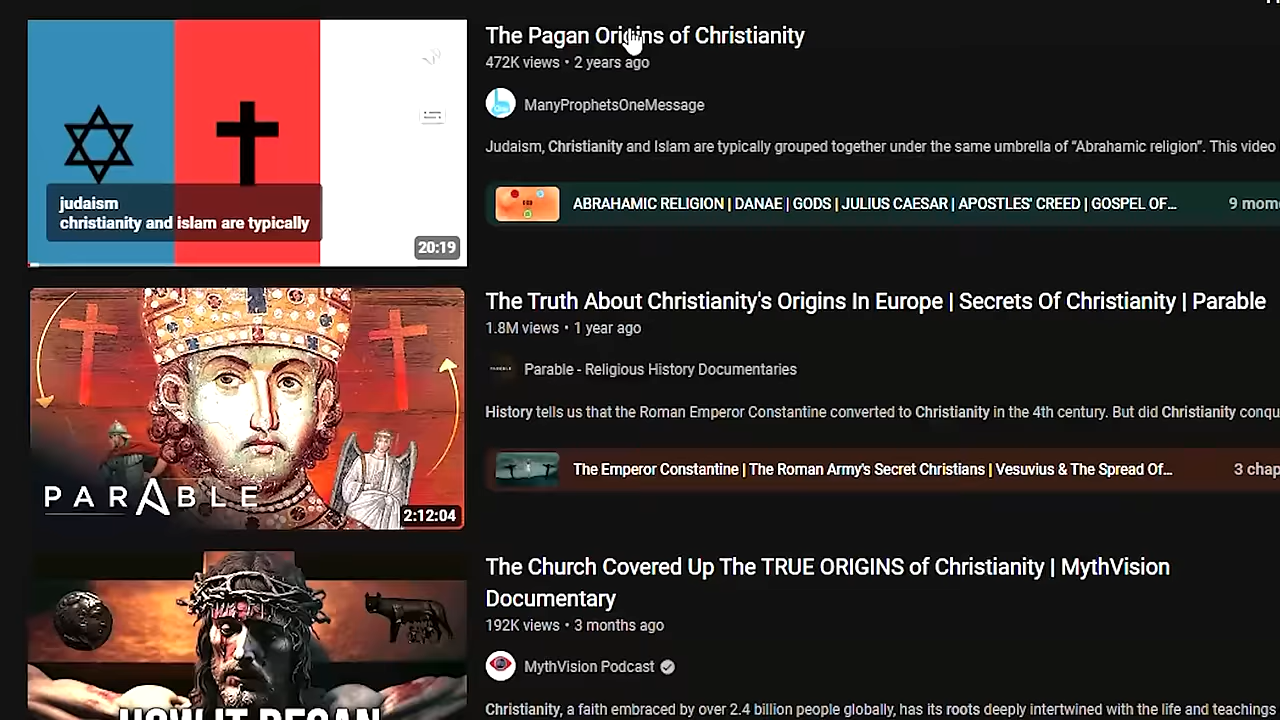 The Pagan Origins of Christianity
472K views • 2 years ago
ManyProphetsOneMessage
Judaism, Christianity and Islam are typically grouped together under the same umbrella of “Abrahamic religion”. This video
judaism
christianity and islam are typically
20:19
ABRAHAMIC RELIGION | DANAE | GODS | JULIUS CAESAR | APOSTLES' CREED | GOSPEL OF...
9 mom
The Truth About Christianity's Origins In Europe | Secrets Of Christianity | Parable
1.8M views • 1 year ago
PARABLE
Parable - Religious History Documentaries
History tells us that the Roman Emperor Constantine converted to Christianity in the 4th century. But did Christianity conqu
PARABLE
2:12:04
The Emperor Constantine | The Roman Army's Secret Christians | Vesuvius & The Spread Of...
3 chap
The Church Covered Up The TRUE ORIGINS of Christianity | MythVision
Documentary
192K views • 3 months ago
MythVision Podcast
Christianity, a faith embraced by over 2.4 billion people globally, has its roots deeply intertwined with the life and teachings
HOW IT BEGAN